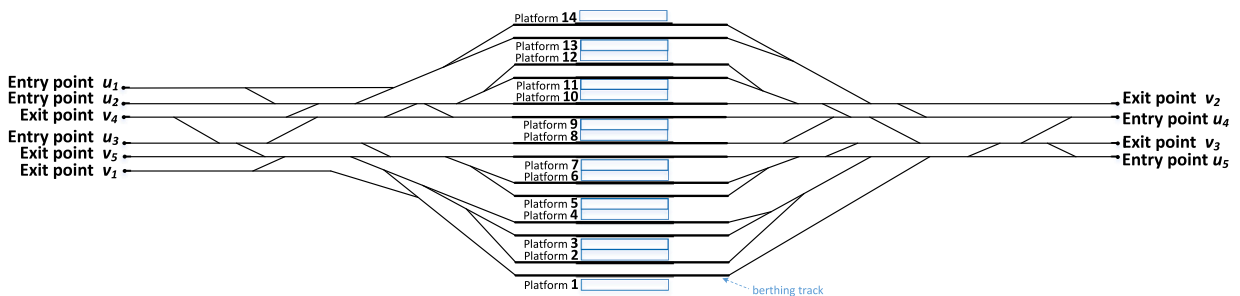 Platform 14
Platform 13
Platform 12
Platform 11
Platform 10
Platform 9
Platform 8
Platform 7
Platform 6
Platform 5
Platform 4
Platform 3
Platform 2
Platform 1
berthing track
Entry point u1
Entry point u2
Exit point v4
Entry point u3
Exit point v5
Exit point v1
Exit point v2
Entry point u4
Exit point v3
Entry point u5